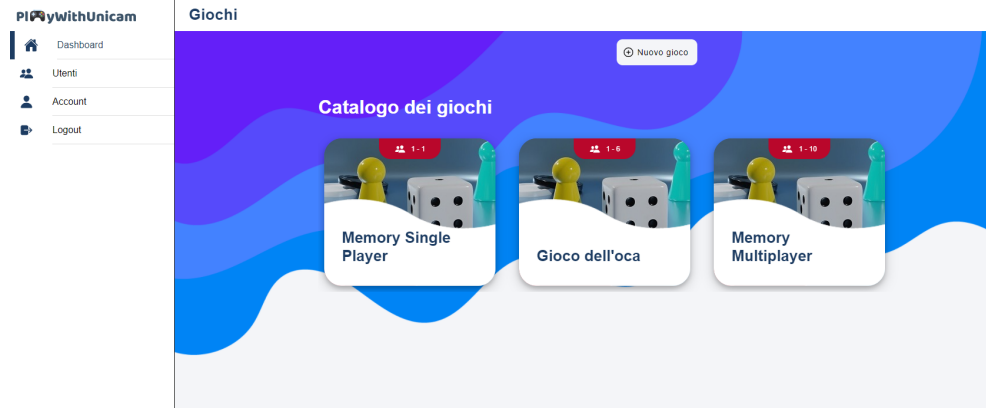 Pl🎮yWithUnicam
Giochi
Dashboard
Utenti
Account
Logout
Nuovo gioco
Catalogo dei giochi
1 - 1
Memory Single
Player
1 - 6
Gioco dell'oca
1 - 10
Memory
Multiplayer